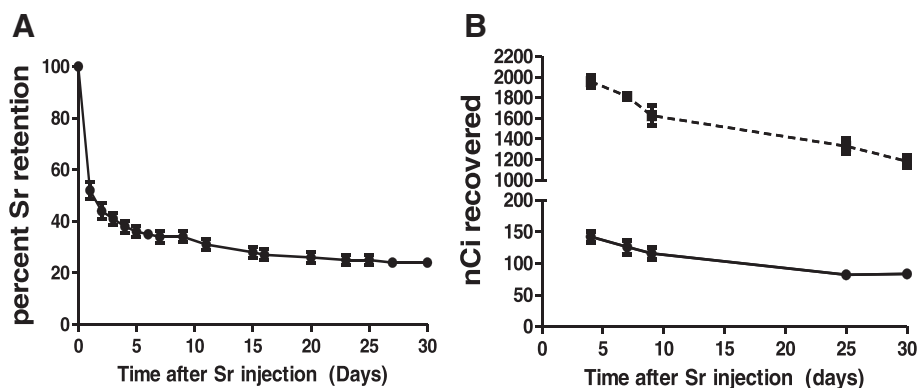 A
percent Sr retention
100
80
60
40
20
0
0 5 10 15 20 25 30
Time after Sr injection (Days)
B
nCi recovered
2200
2000
1800
1600
1400
1200
1000
200
150
100
50
0
0 5 10 15 20 25 30
Time after Sr injection (days)